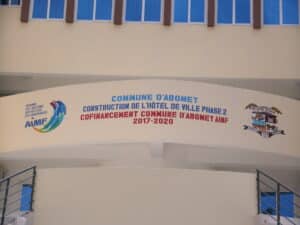 COMMUNE D'ABOMEY
CONSTRUCTION DE L'HÔTEL DE VILLE PHASE 2
COFINANCEMENT COMMUNE D'ABOMEY AIMF
2017-2020
AIMF